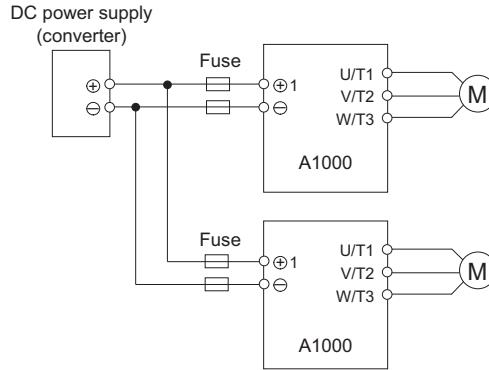 DC power supply
(converter)
Fuse
⊕
⊖
⊕1
⊖
U/T1
V/T2
W/T3
M
A1000
Fuse
⊕1
⊖
U/T1
V/T2
W/T3
M
A1000